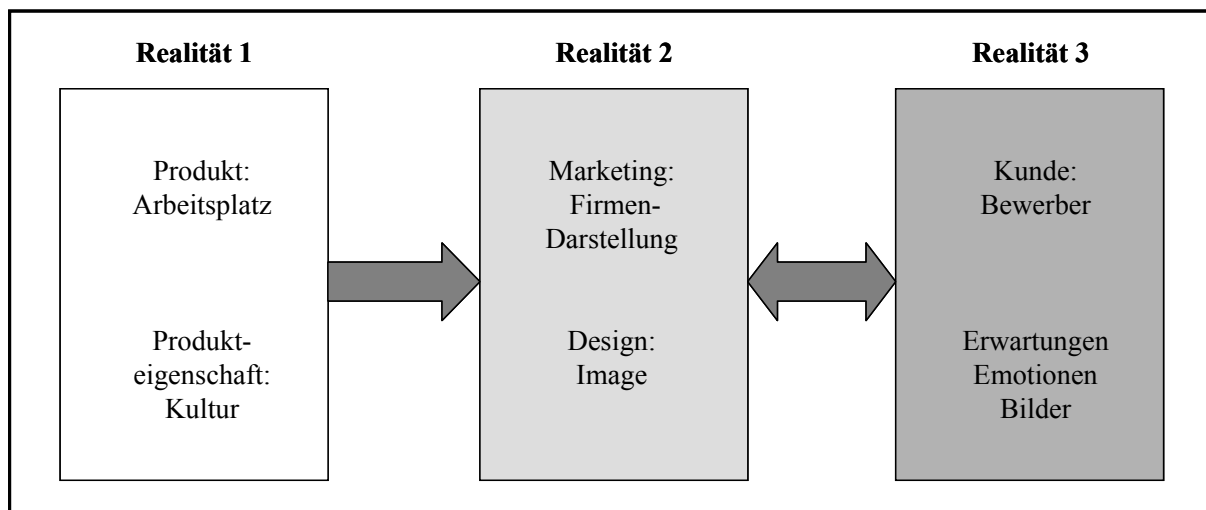 Realität 1
Produkt:
Arbeitsplatz
Produkt-
eigenschaft:
Kultur
Realität 2
Marketing:
Firmen-
Darstellung
Design:
Image
Realität 3
Kunde:
Bewerber
Erwartungen
Emotionen
Bilder